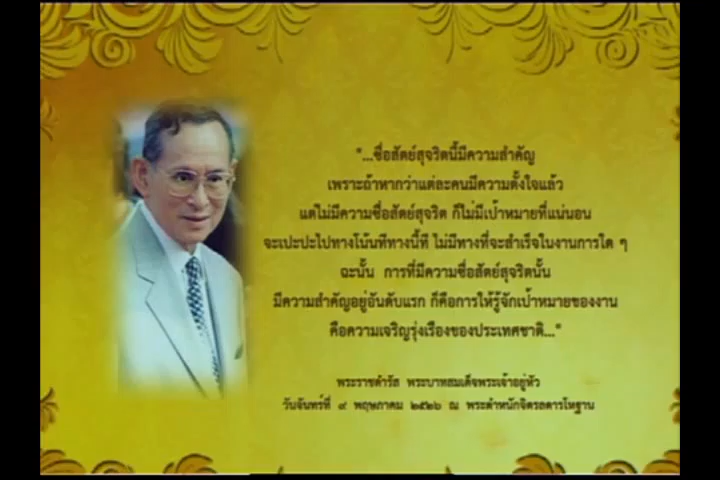 "...ซื่อสัตย์สุจริตนี้มีความสำคัญ
เพราะถ้าหากว่าแต่ละคนมีความตั้งใจแล้ว
แต่ไม่มีความซื่อสัตย์สุจริต ก็ไม่มีเป้าหมายที่แน่นอน
จะเปะปะไปทางโน้นทีทางนี้ที ไม่มีทางที่จะสำเร็จในงานการใด ๆ
ฉะนั้น การที่มีความซื่อสัตย์สุจริตนั้น
มีความสำคัญอยู่อันดับแรก ก็คือการให้รู้จักเป้าหมายของงาน
คือความเจริญรุ่งเรืองของประเทศชาติ..."
พระราชดำรัส พระบาทสมเด็จพระเจ้าอยู่หัว
วันจันทร์ที่ ๙ พฤษภาคม ๒๕๒๖ ณ พระตำหนักจิตรลดารโหฐาน